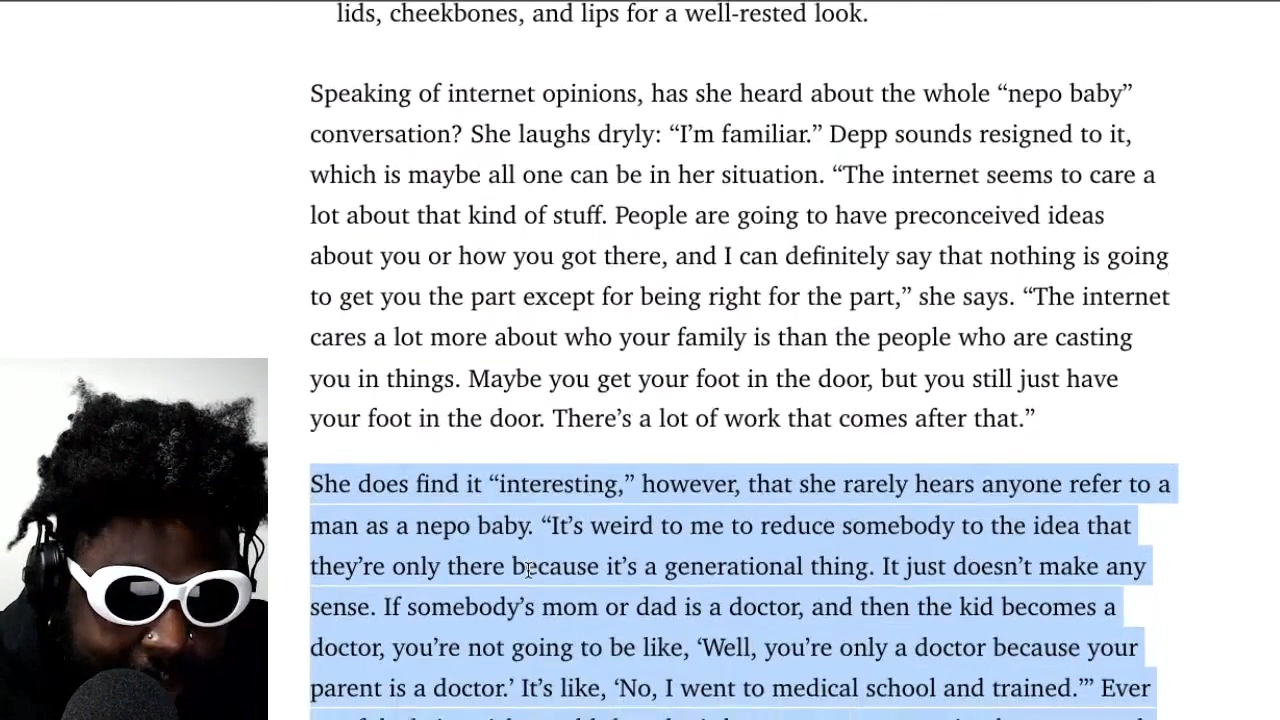 lids, cheekbones, and lips for a well-rested look.
Speaking of internet opinions, has she heard about the whole “nepo baby”
conversation? She laughs dryly: “I’m familiar.” Depp sounds resigned to it,
which is maybe all one can be in her situation. “The internet seems to care a
lot about that kind of stuff. People are going to have preconceived ideas
about you or how you got there, and I can definitely say that nothing is going
to get you the part except for being right for the part,” she says. “The internet
cares a lot more about who your family is than the people who are casting
you in things. Maybe you get your foot in the door, but you still just have
your foot in the door. There’s a lot of work that comes after that.”
She does find it “interesting,” however, that she rarely hears anyone refer to a
man as a nepo baby. “It’s weird to me to reduce somebody to the idea that
they’re only there because it’s a generational thing. It just doesn’t make any
sense. If somebody’s mom or dad is a doctor, and then the kid becomes a
doctor, you’re not going to be like, ‘Well, you’re only a doctor because your
parent is a doctor.’ It’s like, ‘No, I went to medical school and trained.’” Ever